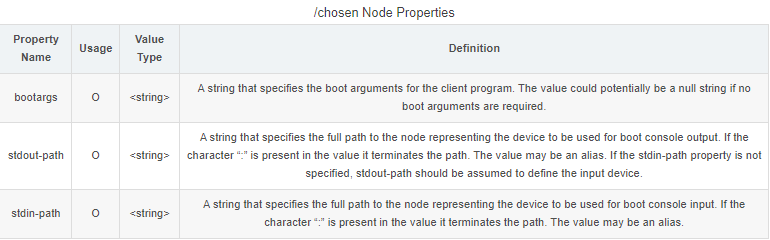 /chosen Node Properties
Property Name Usage Value Type Definition
bootargs O <string> A string that specifies the boot arguments for the client program. The value could potentially be a null string if no
boot arguments are required.
stdout-path O <string> A string that specifies the full path to the node representing the device to be used for boot console output. If the
character “:” is present in the value it terminates the path. The value may be an alias. If the stdin-path property is not
specified, stdout-path should be assumed to define the input device.
stdin-path O <string> A string that specifies the full path to the node representing the device to be used for boot console input. If the
character “:” is present in the value it terminates the path. The value may be an alias.